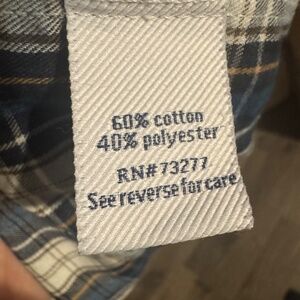 60% cotton
40% polyester
RN#73277
See reverse for care